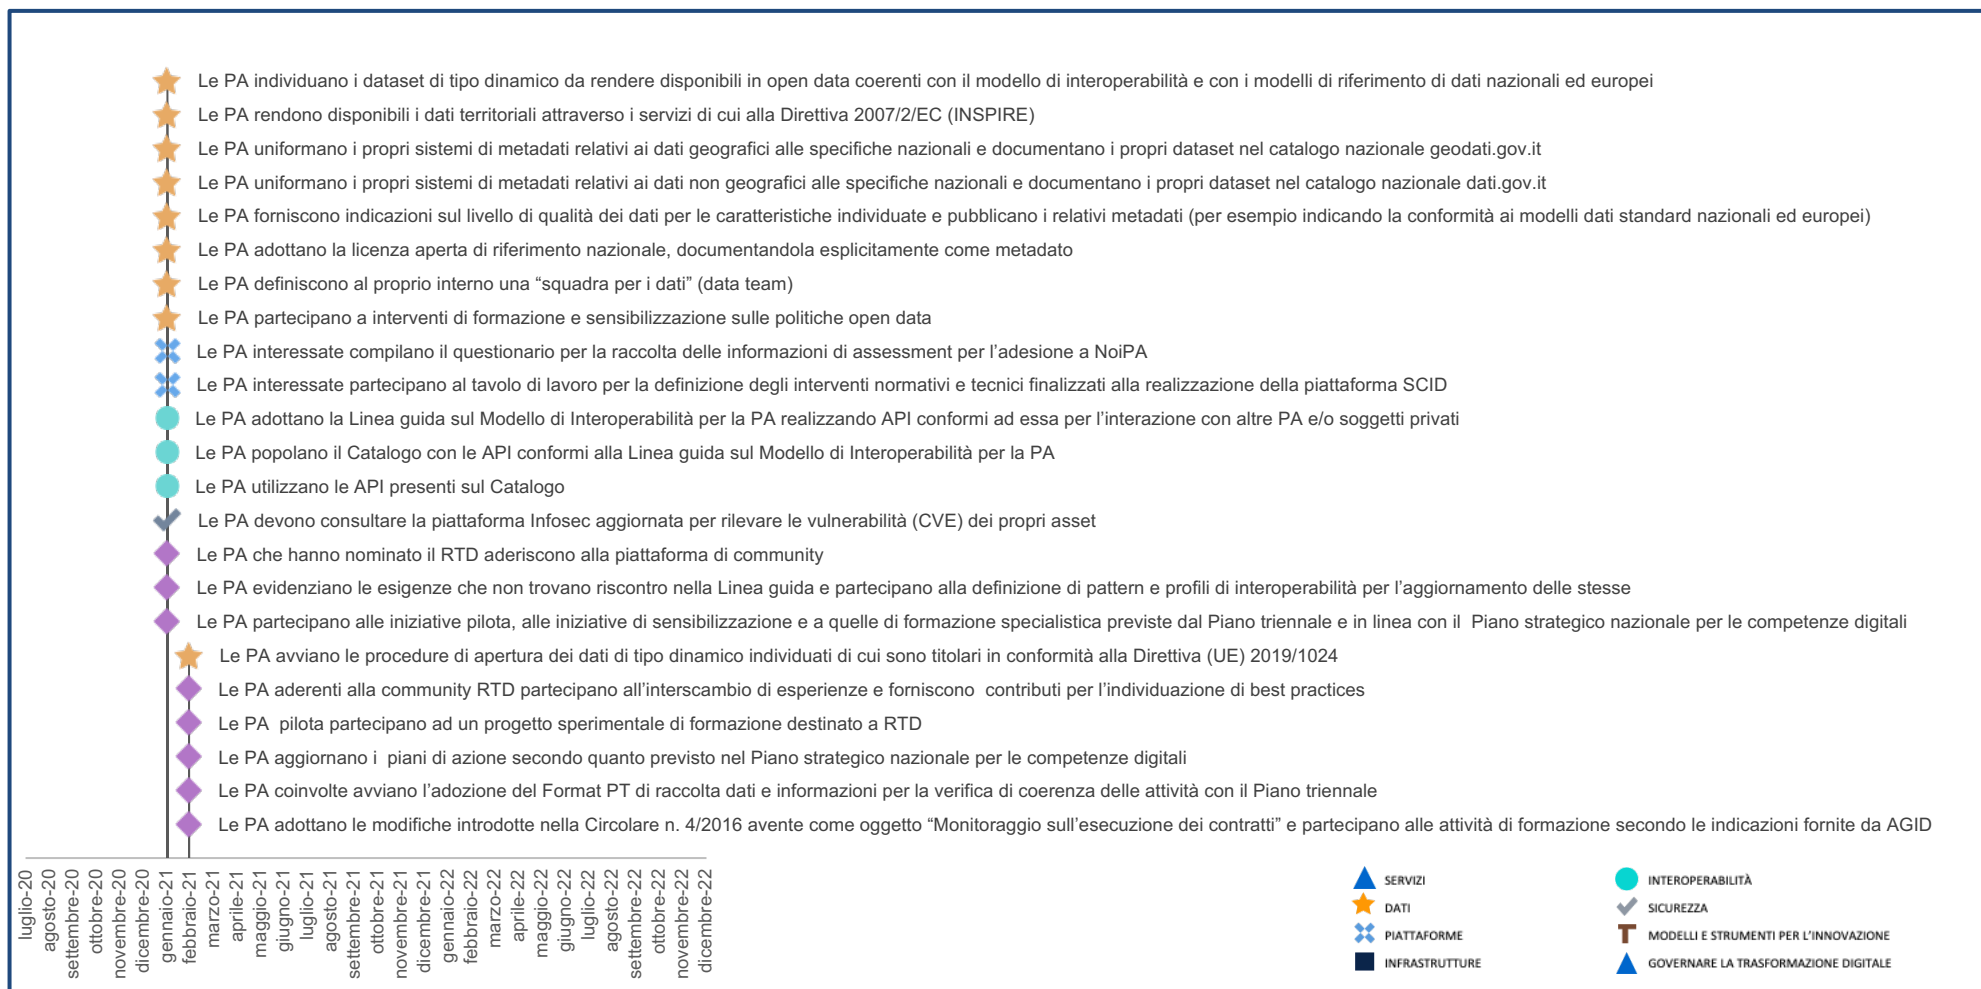 Le PA individuano i dataset di tipo dinamico da rendere disponibili in open data coerenti con il modello di interoperabilità e con i modelli di riferimento di dati nazionali ed europei
Le PA rendono disponibili i dati territoriali attraverso i servizi di cui alla Direttiva 2007/2/EC (INSPIRE)
Le PA uniformano i propri sistemi di metadati relativi ai dati geografici alle specifiche nazionali e documentano i propri dataset nel catalogo nazionale geodati.gov.it
Le PA uniformano i propri sistemi di metadati relativi ai dati non geografici alle specifiche nazionali e documentano i propri dataset nel catalogo nazionale dati.gov.it
Le PA forniscono indicazioni sul livello di qualità dei dati per le caratteristiche individuate e pubblicano i relativi metadati (per esempio indicando la conformità ai modelli dati standard nazionali ed europei)
Le PA adottano la licenza aperta di riferimento nazionale, documentandola esplicitamente come metadato
Le PA definiscono al proprio interno una “squadra per i dati” (data team)
Le PA partecipano a interventi di formazione e sensibilizzazione sulle politiche open data
Le PA interessate compilano il questionario per la raccolta delle informazioni di assessment per l’adesione a NoiPA
Le PA interessate partecipano al tavolo di lavoro per la definizione degli interventi normativi e tecnici finalizzati alla realizzazione della piattaforma SCID
Le PA adottano la Linea guida sul Modello di Interoperabilità per la PA realizzando API conformi ad essa per l’interazione con altre PA e/o soggetti privati
Le PA popolano il Catalogo con le API conformi alla Linea guida sul Modello di Interoperabilità per la PA
Le PA utilizzano le API presenti sul Catalogo
Le PA devono consultare la piattaforma Infosec aggiornata per rilevare le vulnerabilità (CVE) dei propri asset
Le PA che hanno nominato il RTD aderiscono alla piattaforma di community
Le PA evidenziano le esigenze che non trovano riscontro nella Linea guida e partecipano alla definizione di pattern e profili di interoperabilità per l’aggiornamento delle stesse
Le PA partecipano alle iniziative pilota, alle iniziative di sensibilizzazione e a quelle di formazione specialistica previste dal Piano triennale e in linea con il Piano strategico nazionale per le competenze digitali
Le PA avviano le procedure di apertura dei dati di tipo dinamico individuati di cui sono titolari in conformità alla Direttiva (UE) 2019/1024
Le PA aderenti alla community RTD partecipano all’interscambio di esperienze e forniscono contributi per l’individuazione di best practices
Le PA pilota partecipano ad un progetto sperimentale di formazione destinato a RTD
Le PA aggiornano i piani di azione secondo quanto previsto nel Piano strategico nazionale per le competenze digitali
Le PA coinvolte avviano l’adozione del Format PT di raccolta dati e informazioni per la verifica di coerenza delle attività con il Piano triennale
Le PA adottano le modifiche introdotte nella Circolare n. 4/2016 avente come oggetto “Monitoraggio sull’esecuzione dei contratti” e partecipano alle attività di formazione secondo le indicazioni fornite da AGID
luglio-20
agosto-20
settembre-20
ottobre-20
novembre-20
dicembre-20
gennaio-21
febbraio-21
marzo-21
aprile-21
maggio-21
giugno-21
luglio-21
agosto-21
settembre-21
ottobre-21
novembre-21
dicembre-21
gennaio-22
febbraio-22
marzo-22
aprile-22
maggio-22
giugno-22
luglio-22
agosto-22
settembre-22
ottobre-22
novembre-22
dicembre-22
SERVIZI
DATI
PIATTAFORME
INFRASTRUTTURE
INTEROPERABILITÀ
SICUREZZA
MODELLI E STRUMENTI PER L’INNOVAZIONE
GOVERNARE LA TRASFORMAZIONE DIGITALE